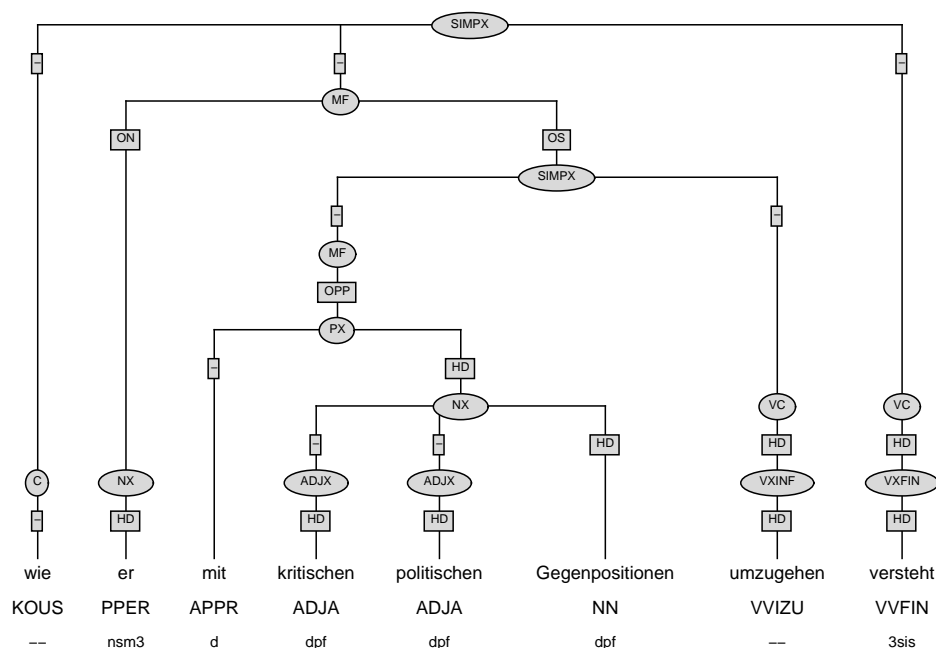 SIMPX
– – –
MF
ON OS
SIMPX
– –
MF
OPP
PX
– HD
NX VC VC
– – HD HD HD
C NX ADJX ADJX VXINF VXFIN
– HD HD HD HD HD
wie er mit kritischen politischen Gegenpositionen umzugehen versteht
KOUS PPER APPR ADJA ADJA NN VVIZU VVFIN
–– nsm3 d dpf dpf dpf –– 3sis